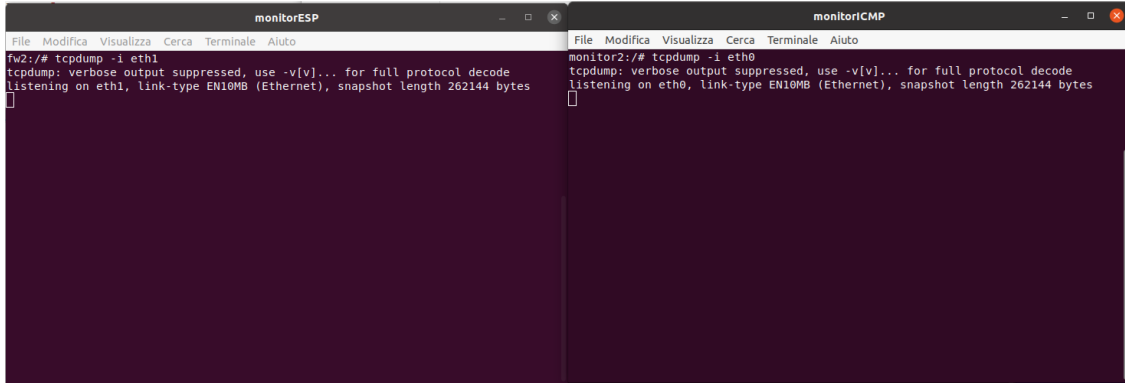 monitorESP
File Modifica Visualizza Cerca Terminale Aiuto
fw2:/# tcpdump -i eth1
tcpdump: verbose output suppressed, use -v[v]... for full protocol decode
listening on eth1, link-type EN10MB (Ethernet), snapshot length 262144 bytes
monitorICMP
File Modifica Visualizza Cerca Terminale Aiuto
monitor2:/# tcpdump -i eth0
tcpdump: verbose output suppressed, use -v[v]... for full protocol decode
listening on eth0, link-type EN10MB (Ethernet), snapshot length 262144 bytes